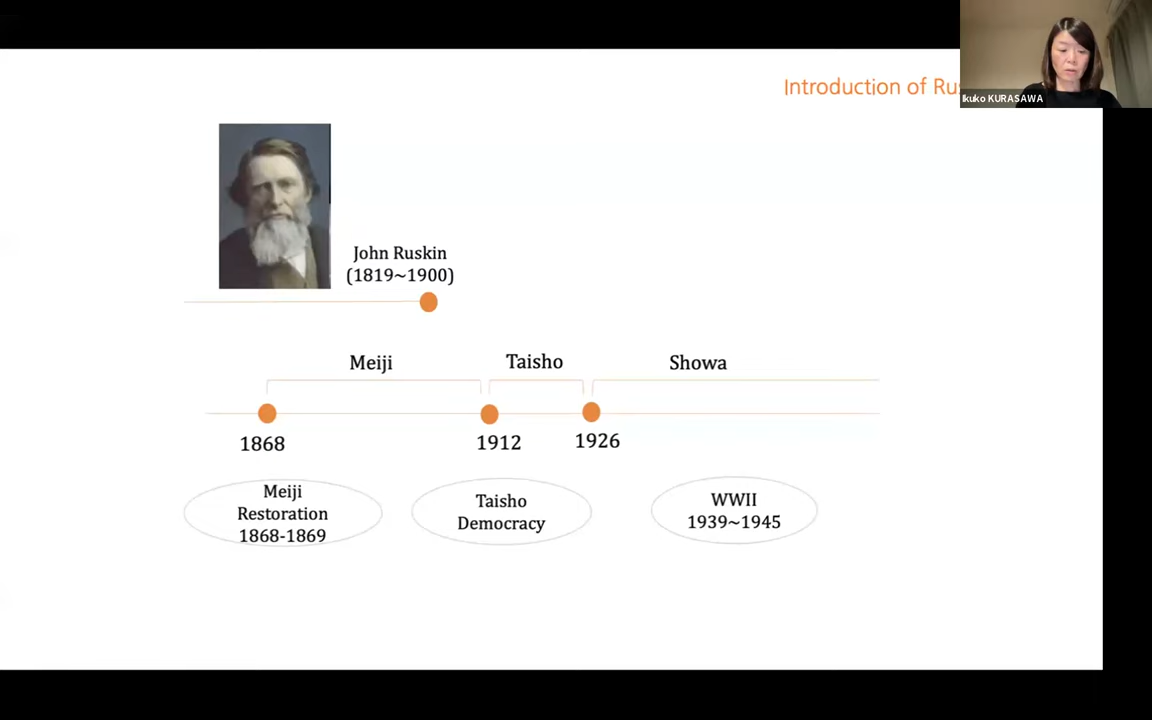 Introduction of
Ikuko KURASAWA
John Ruskin
(1819~1900)
Meiji
Taisho
Showa
1868
1912
1926
Meiji
Restoration
1868-1869
Taisho
Democracy
WWII
1939~1945